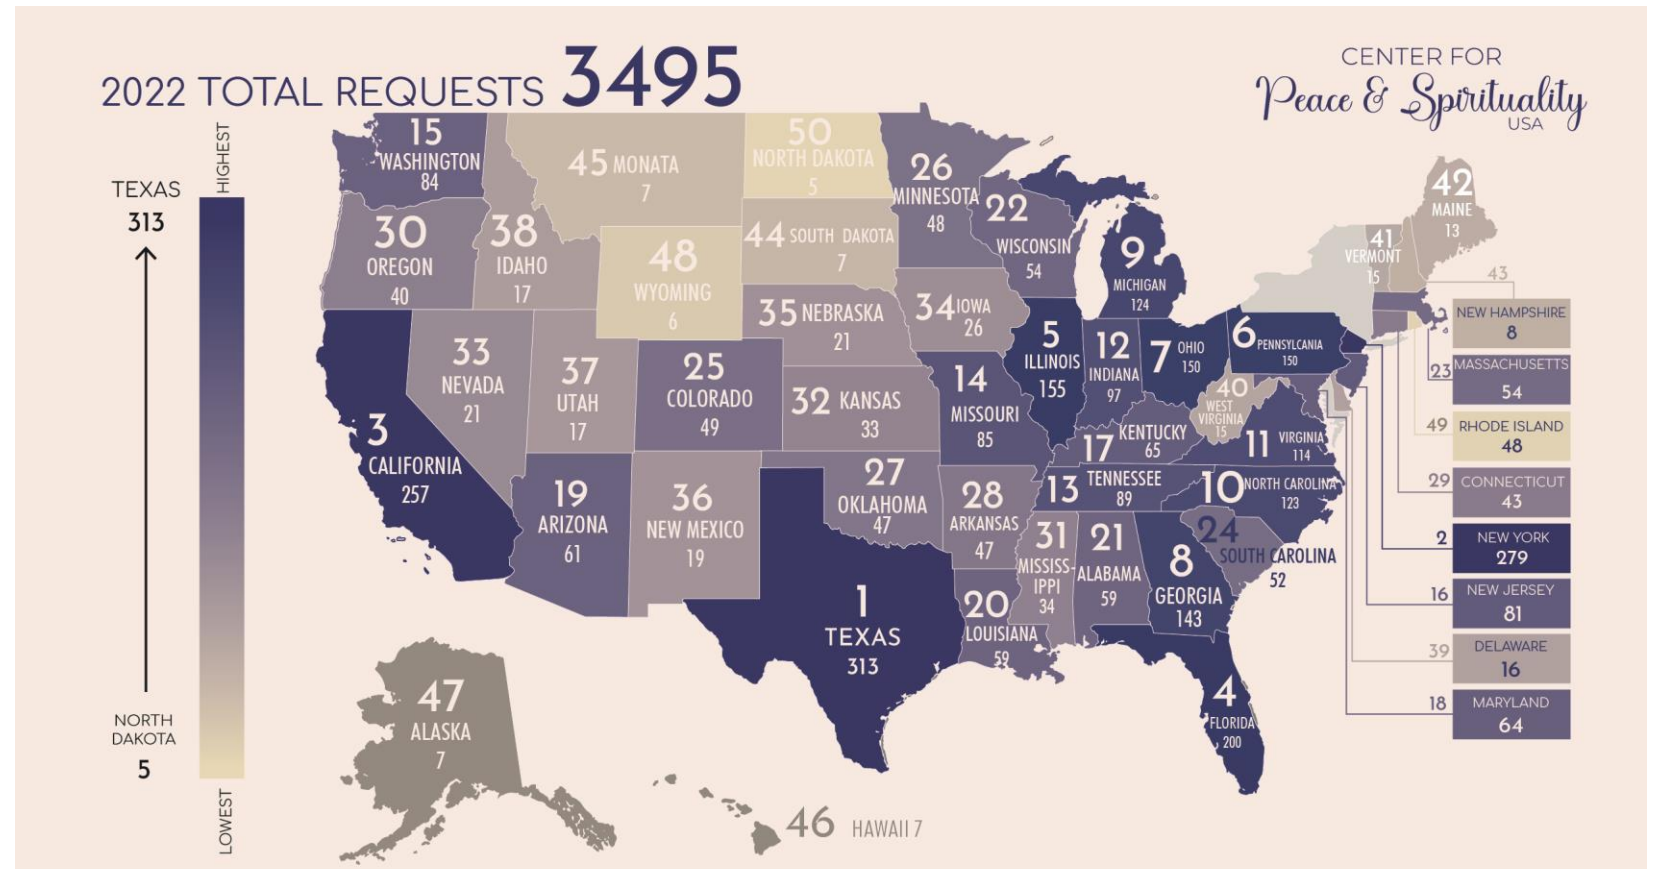 2022 TOTAL REQUESTS 3495
CENTER FOR
Peace & Spirituality
USA
HIGHEST
TEXAS
313
NORTH
DAKOTA
5
LOWEST
15
WASHINGTON
84
45 MONATA
7
50
NORTH DAKOTA
5
26
MINNESOTA
48
22
WISCONSIN
54
9
MICHIGAN
124
42
MAINE
13
41
VERMONT
15
30
OREGON
40
38
IDAHO
17
48
WYOMING
6
44 SOUTH DAKOTA
7
35 NEBRASKA
21
34 IOWA
26
5
ILLINOIS
155
12
INDIANA
97
7 OHIO
150
6 PENNSYLCANIA
150
33
NEVADA
21
37
UTAH
17
25
COLORADO
49
32 KANSAS
33
14
MISSOURI
85
40
WEST
VIRGINIA
15
17 KENTUCKY
65
11 VIRGINIA
114
3
CALIFORNIA
257
19
ARIZONA
61
36
NEW MEXICO
19
27
OKLAHOMA
47
28
ARKANSAS
47
13 TENNESSEE
89
10 NORTH CAROLINA
123
31
MISSISS-
IPPI
34
21
ALABAMA
59
8
GEORGIA
143
24
SOUTH CAROLINA
52
1
TEXAS
313
20
LOUISIANA
59
4
FLORIDA
200
47
ALASKA
7
46 HAWAII 7
43
NEW HAMPSHIRE
8
23 MASSACHUSETTS
54
49 RHODE ISLAND
48
29 CONNECTICUT
43
2 NEW YORK
279
16 NEW JERSEY
81
39 DELAWARE
16
18 MARYLAND
64